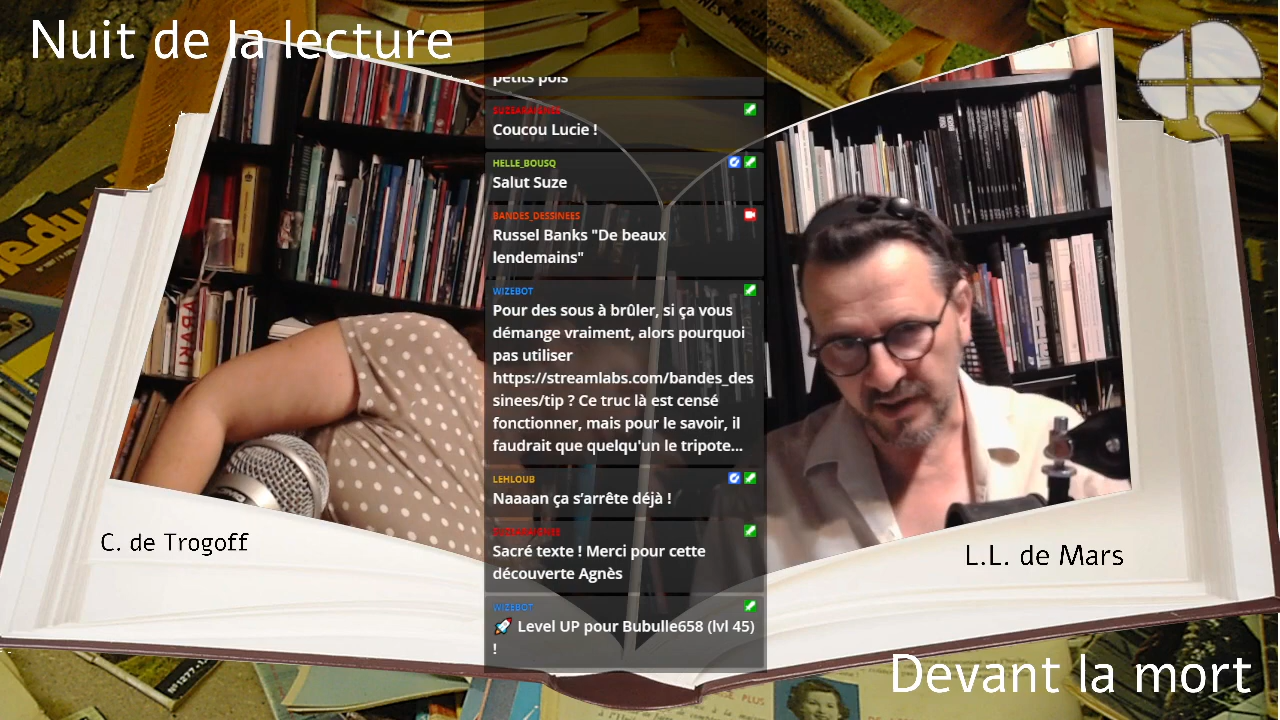 Nuit de la lecture
petits pois
Coucou Lucie !
HELLE_BOUSQ
Salut Suze
BANDES_DESSINEES
Russel Banks "De beaux
lendemains"
WIZEBOT
Pour des sous à brûler, si ça vous
démange vraiment, alors pourquoi
pas utiliser
https://streamlabs.com/bandes_des
sinees/tip ? Ce truc là est censé
fonctionner, mais pour le savoir, il
faudrait que quelqu'un le tripote...
LEHLOUB
Naaaan ça s'arrête déjà !
Sacré texte ! Merci pour cette
découverte Agnès
WIZEBOT
🚀 Level UP pour Bubulle658 (lvl 45)
!
C. de Trogoff
L.L. de Mars
Devant la mort